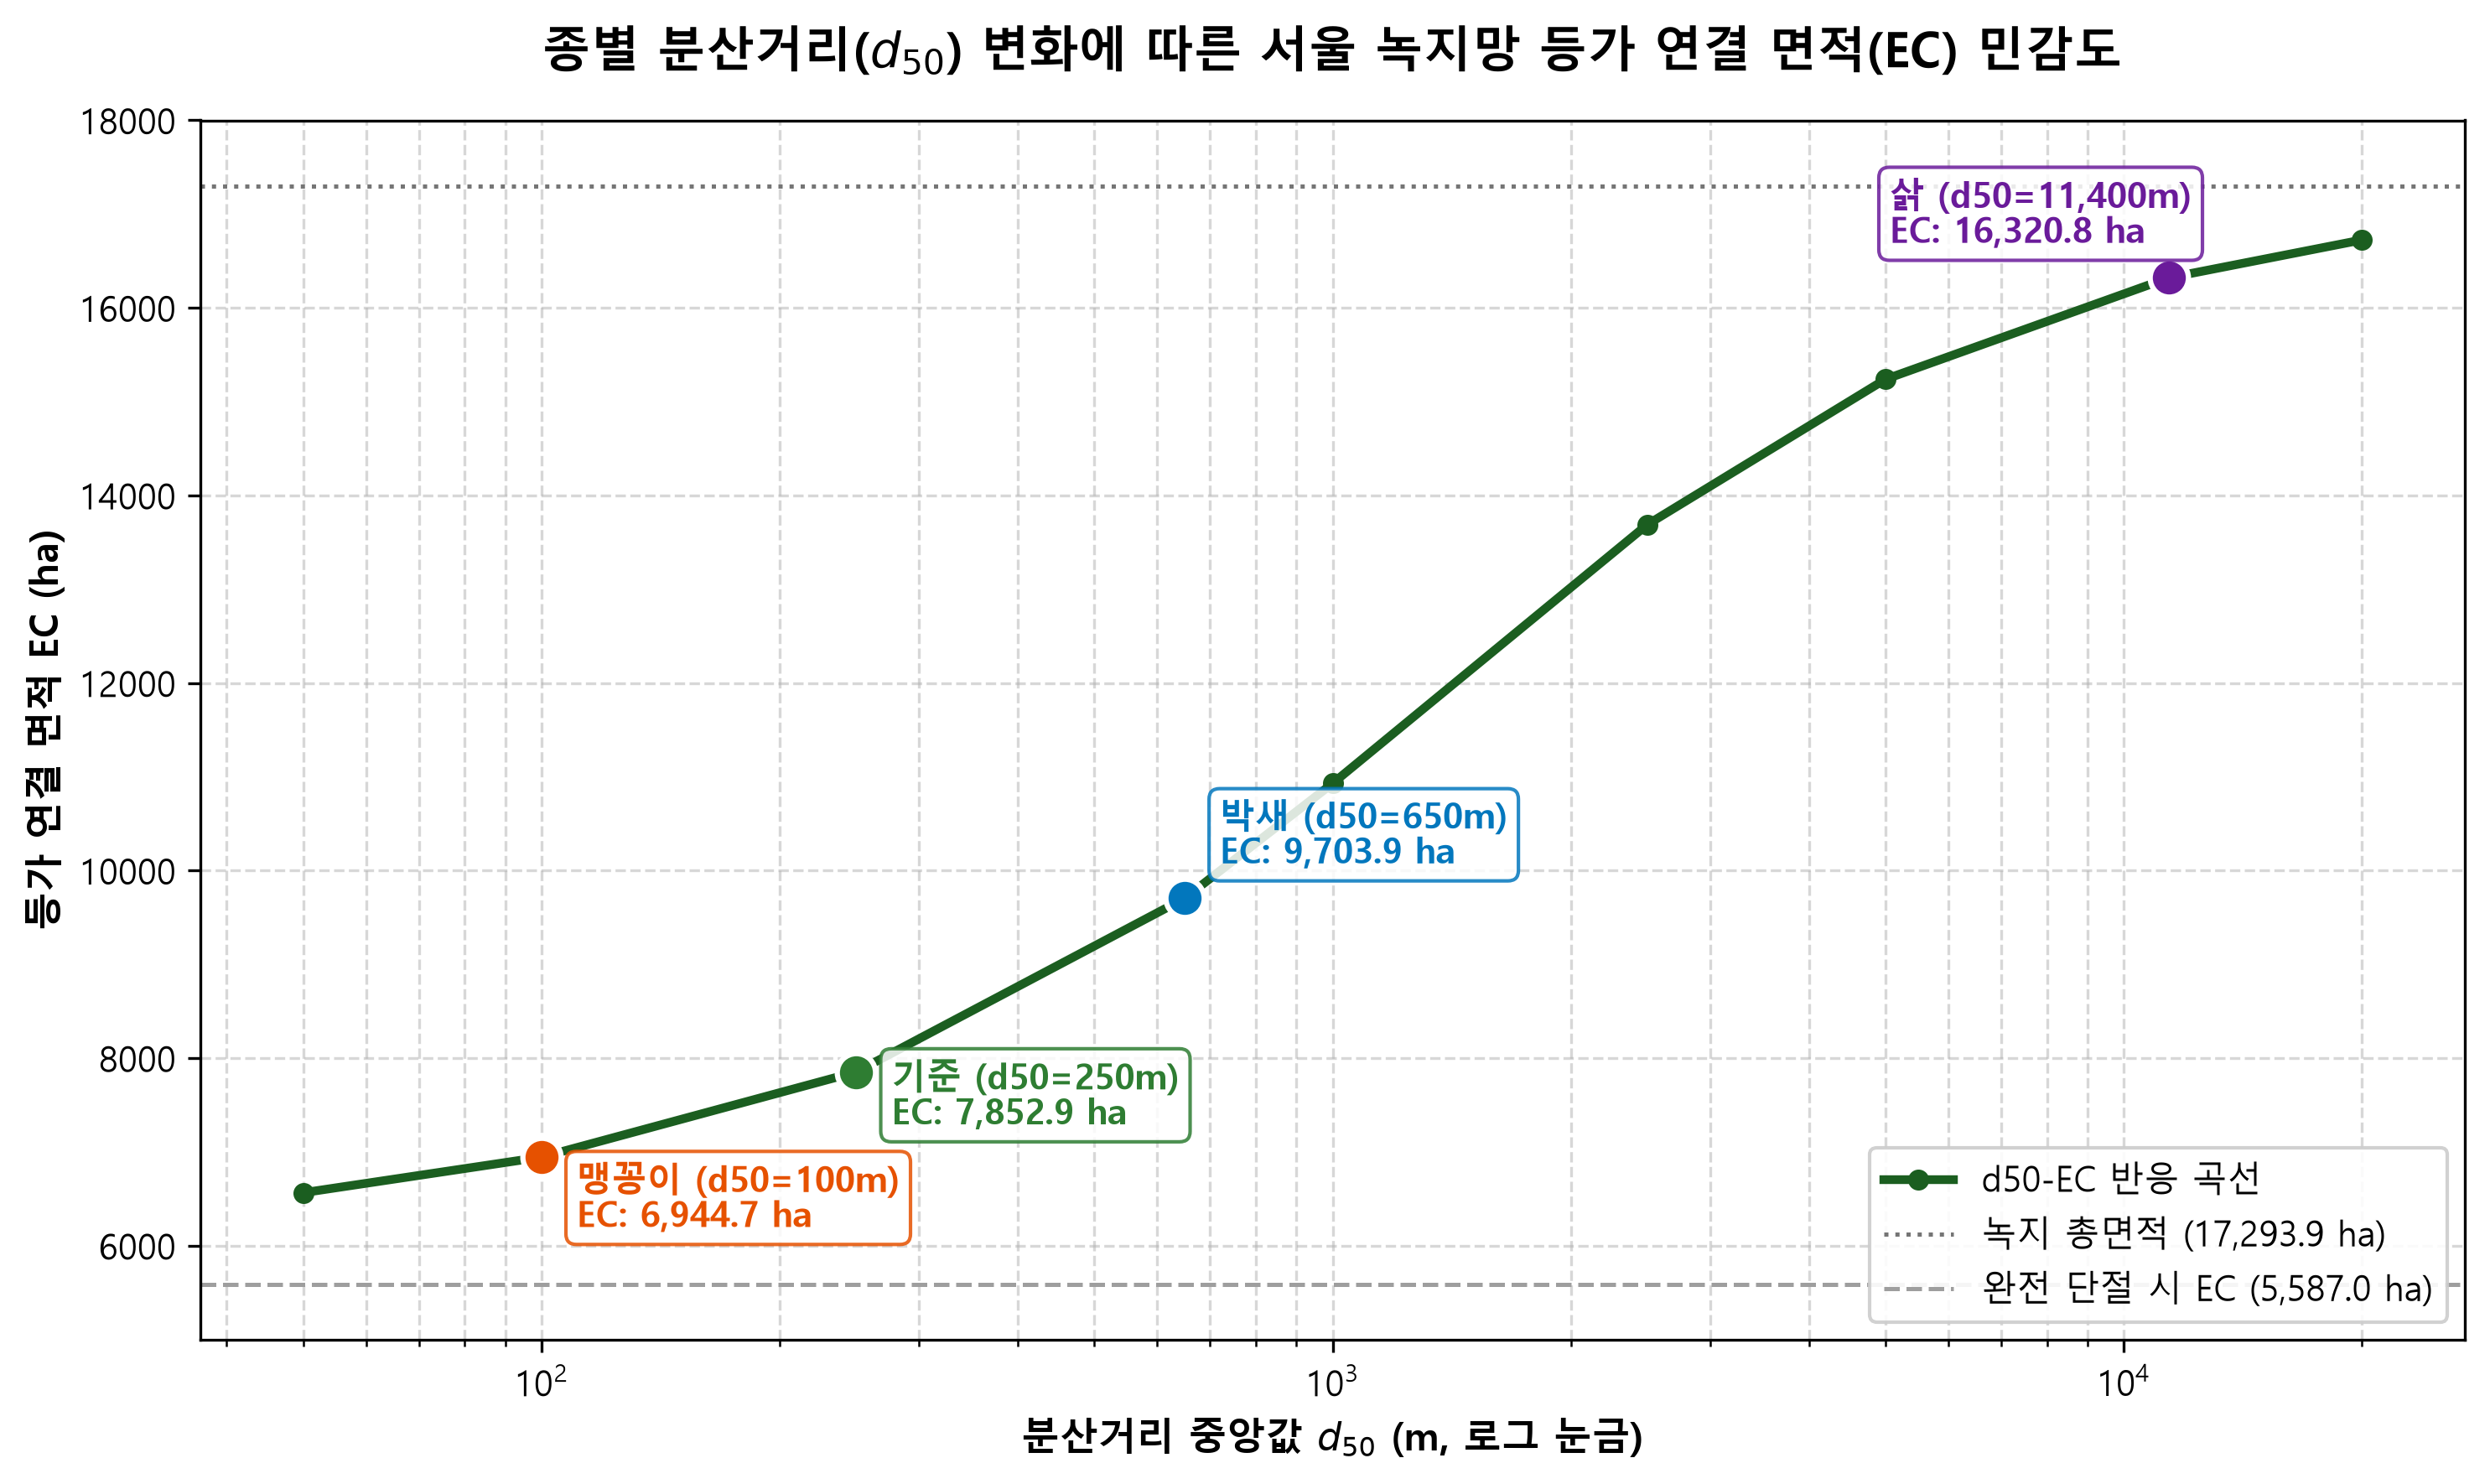 종별 분산거리(d50) 변화에 따른 서울 녹지망 등가 연결 면적(EC) 민감도
등가 연결 면적 EC (ha)
18000
16000
14000
12000
10000
8000
6000
삵 (d50=11,400m)
EC: 16,320.8 ha
박새 (d50=650m)
EC: 9,703.9 ha
기준 (d50=250m)
EC: 7,852.9 ha
맹꽁이 (d50=100m)
EC: 6,944.7 ha
d50-EC 반응 곡선
녹지 총면적 (17,293.9 ha)
완전 단절 시 EC (5,587.0 ha)
10² 10³ 10⁴
분산거리 중앙값 d50 (m, 로그 눈금)